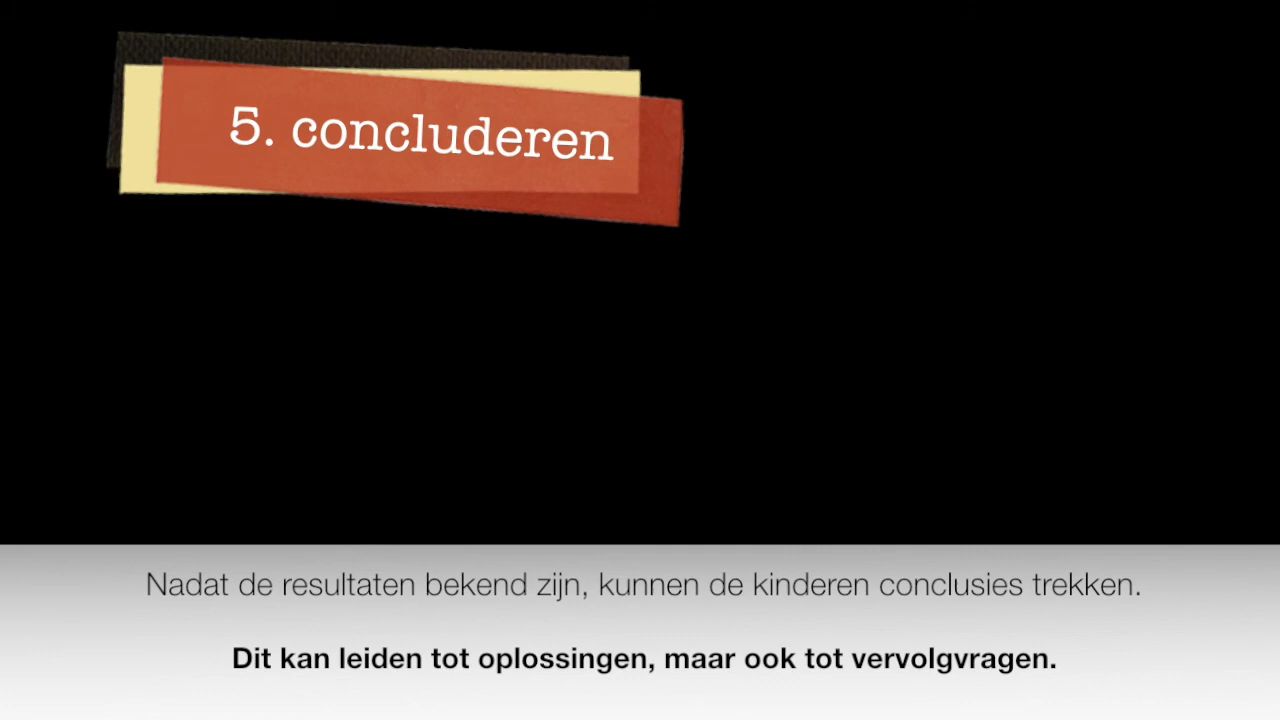 5. concluderen
Nadat de resultaten bekend zijn, kunnen de kinderen conclusies trekken.
Dit kan leiden tot oplossingen, maar ook tot vervolgvragen.